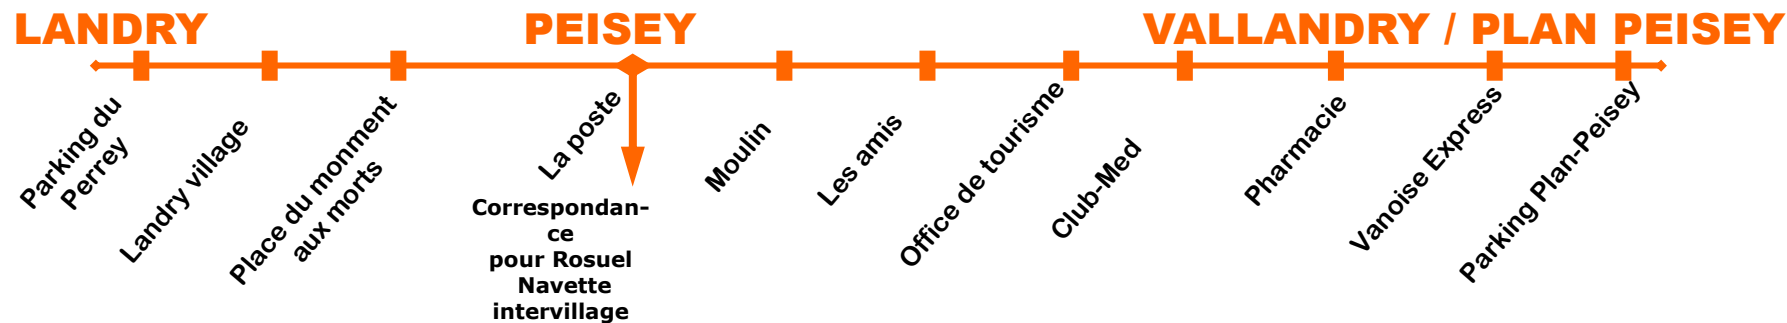 LANDRY
PEISEY
VALLANDRY / PLAN PEISEY
Parking du
Perrey
Landry village
Place du monment
aux morts
La poste
Moulin
Les amis
Office de tourisme
Club-Med
Pharmacie
Vanoise Express
Parking Plan-Peisey
Correspondan-
ce
pour Rosuel
Navette
intervillage